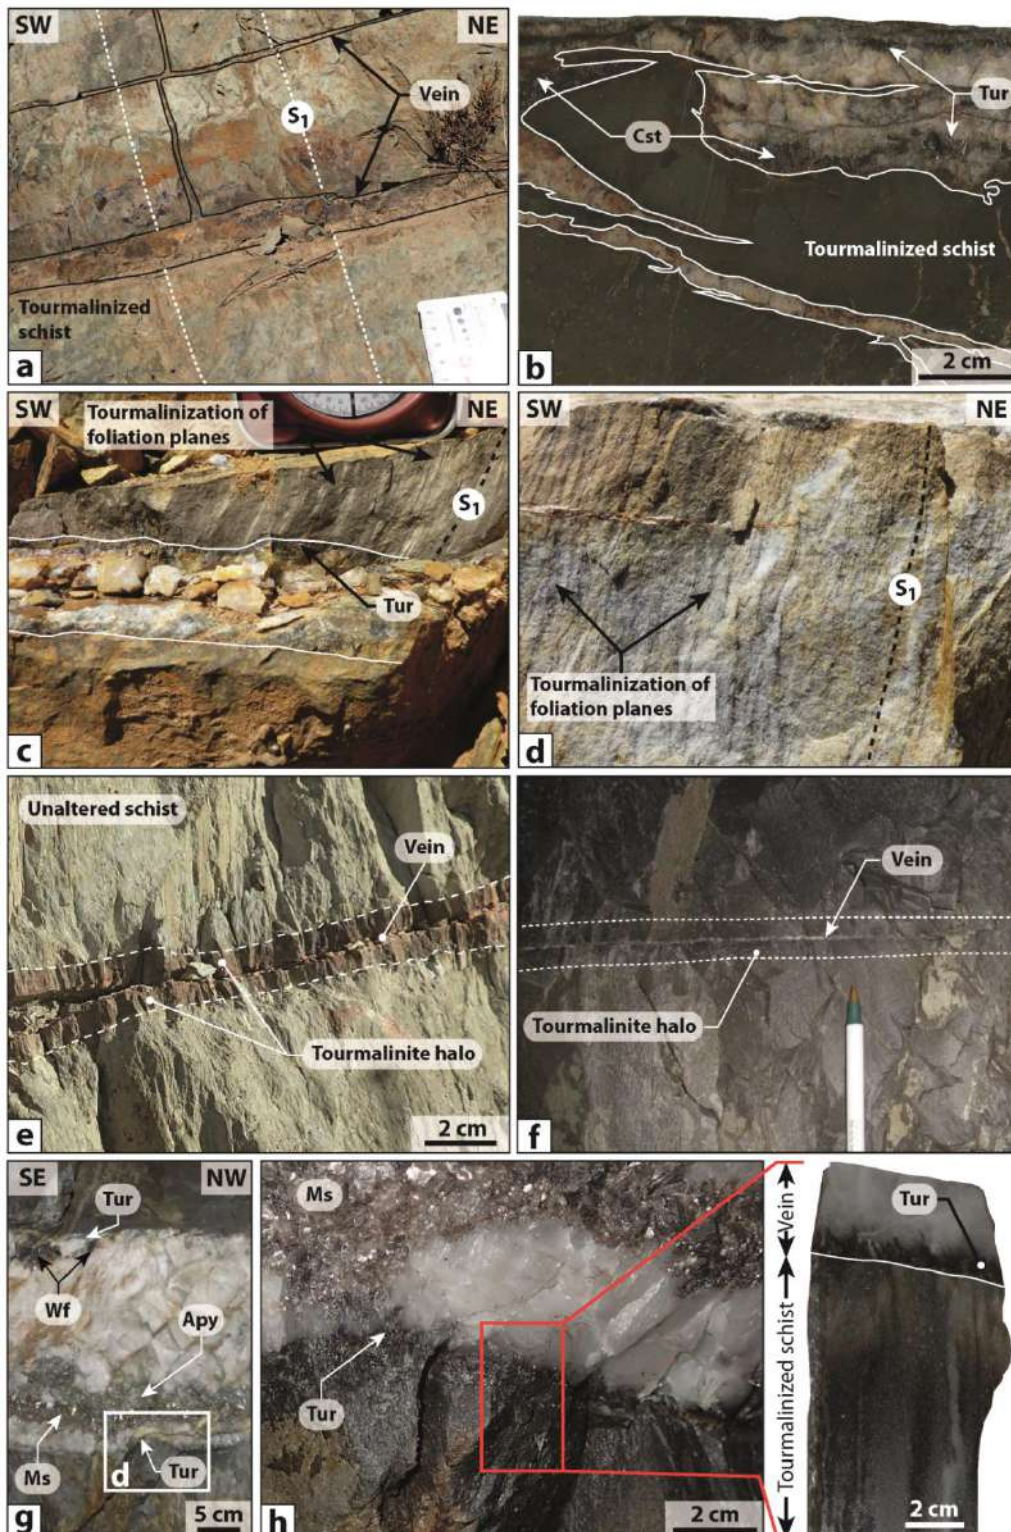 SW
NE
Vein
S1
Tourmalinized
schist
a
Tur
Cst
Tourmalinized schist
b
2 cm
SW
NE
Tourmalinization of
foliation planes
S1
Tur
c
SW
NE
S1
Tourmalinization of
foliation planes
d
Unaltered schist
Vein
Tourmalinite halo
e
2 cm
Vein
Tourmalinite halo
f
SE
NW
Tur
Wf
Apy
Ms
d
Tur
g
5 cm
Ms
Tur
h
2 cm
Vein
Tourmalinized schist
Tur
2 cm